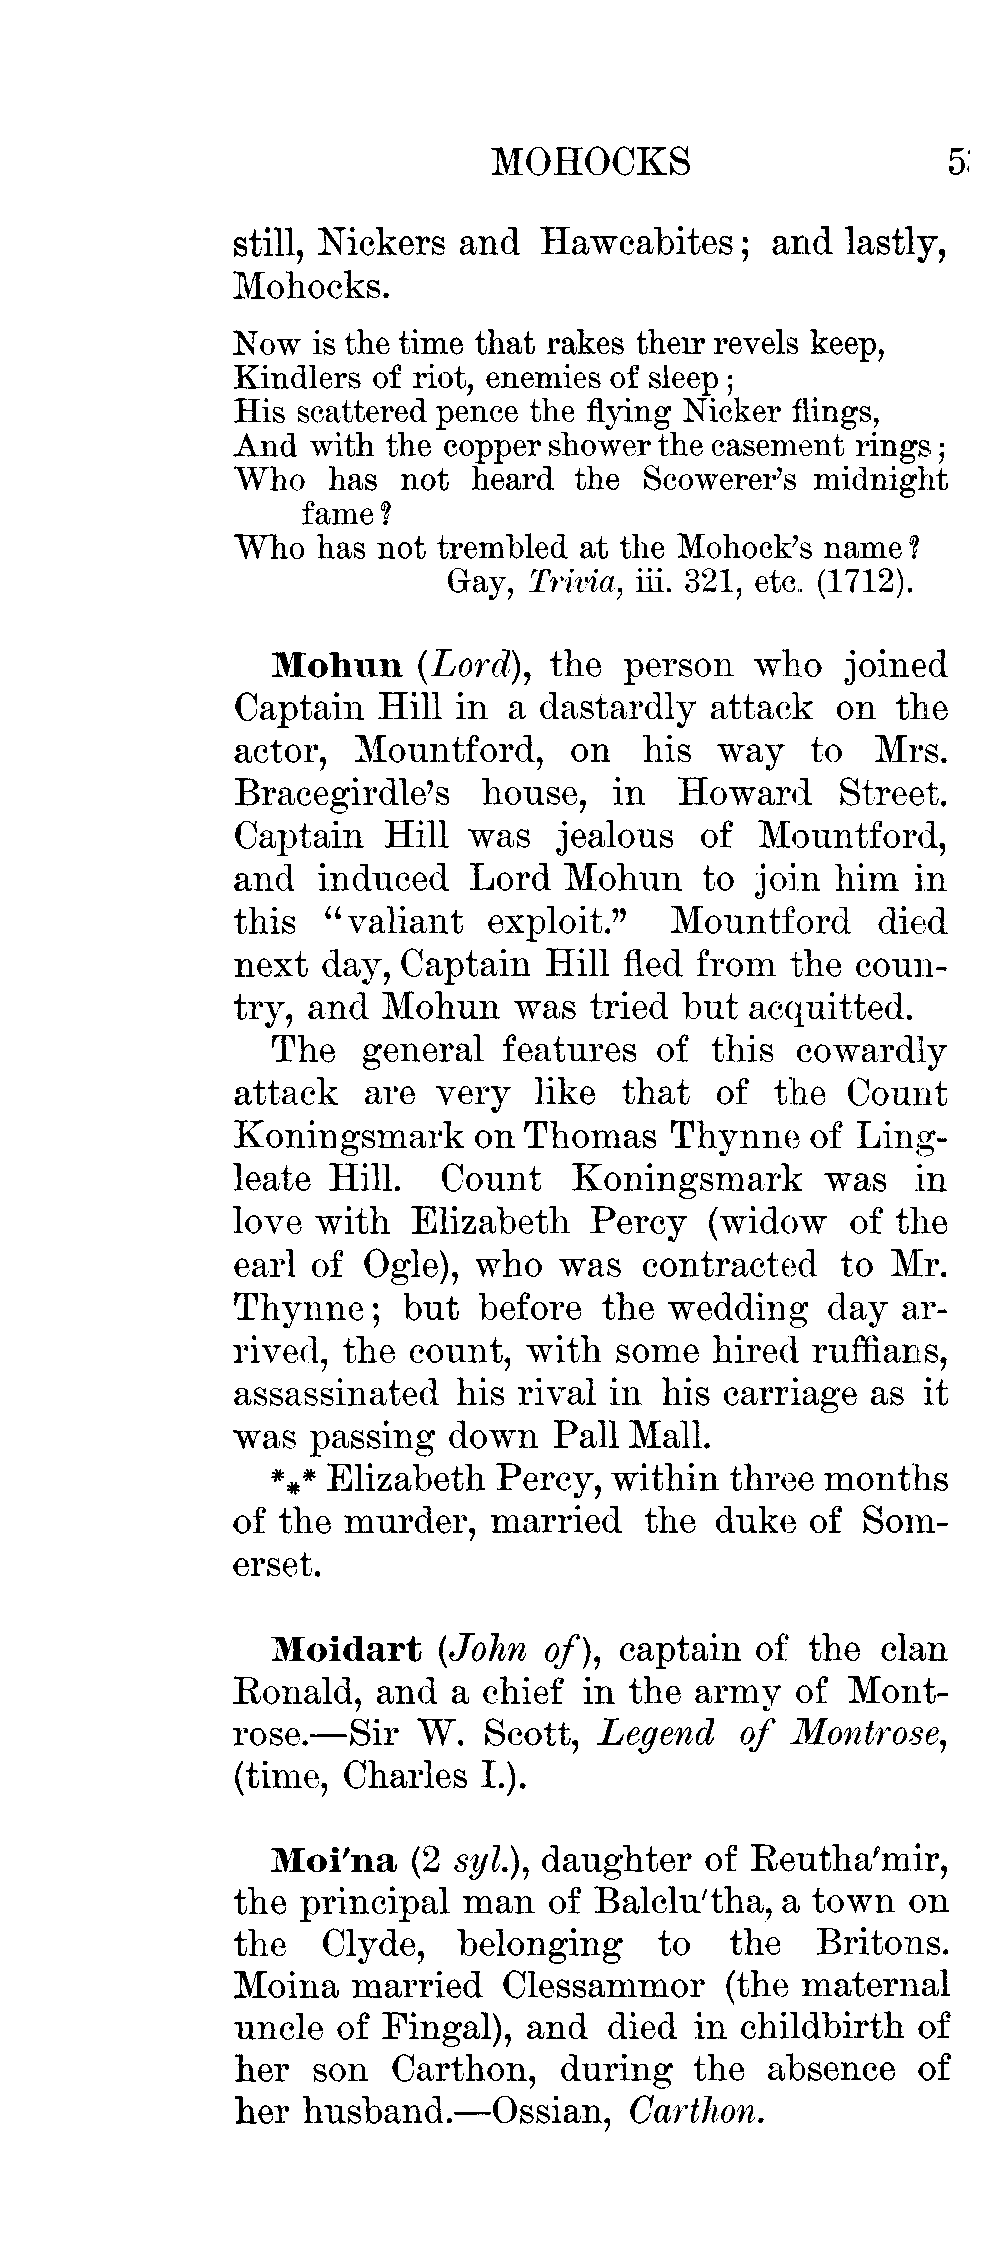 MOHOCKS
still, Nickers and Hawcabites; and lastly,
Mohocks.
Now is the time that rakes their revels keep,
Kindlers of riot, enemies of sleep;
His scattered pence the flying Nicker flings,
And with the copper shower the casement rings;
Who has not heard the Scowerer's midnight
fame?
Who has not trembled at the Mohock's name?
Gay, Trivia, iii. 321, etc. (1712).
Mohun (Lord), the person who joined
Captain Hill in a dastardly attack on the
actor, Mountford, on his way to Mrs.
Bracegirdle's house, in Howard Street.
Captain Hill was jealous of Mountford,
and induced Lord Mohun to join him in
this "valiant exploit." Mountford died
next day, Captain Hill fled from the coun-
try, and Mohun was tried but acquitted.
The general features of this cowardly
attack are very like that of the Count
Koningsmark on Thomas Thynne of Ling-
leate Hill. Count Koningsmark was in
love with Elizabeth Percy (widow of the
earl of Ogle), who was contracted to Mr.
Thynne; but before the wedding day ar-
rived, the count, with some hired ruffians,
assassinated his rival in his carriage as it
was passing down Pall Mall.
*** Elizabeth Percy, within three months
of the murder, married the duke of Som-
erset.
Moidart (John of), captain of the clan
Ronald, and a chief in the army of Mont-
rose.—Sir W. Scott, Legend of Montrose,
(time, Charles I.).
Moi'na (2 syl.), daughter of Reutha'mir,
the principal man of Balclu'tha, a town on
the Clyde, belonging to the Britons.
Moina married Clessammor (the maternal
uncle of Fingal), and died in childbirth of
her son Carthon, during the absence of
her husband.—Ossian, Carthon.